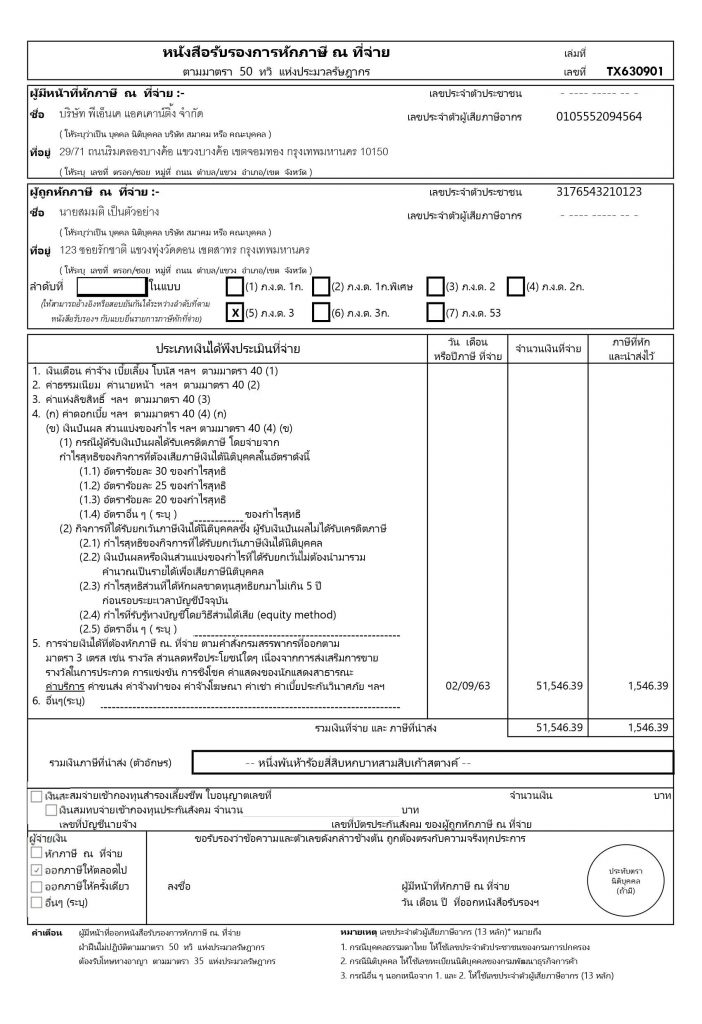 หนังสือรับรองการหักภาษี ณ ที่จ่าย
เล่มที่
ตามมาตรา 50 ทวิ แห่งประมวลรัษฎากร
เลขที่ TX630901
ผู้มีหน้าที่หักภาษี ณ ที่จ่าย :-
เลขประจำตัวประชาชน - ---- ----- -- -
ชื่อ บริษัท พีเอ็นเค แอคเคาน์ติ้ง จำกัด
เลขประจำตัวผู้เสียภาษีอากร 0105552094564
( ให้ระบุว่าเป็น บุคคล นิติบุคคล บริษัท สมาคม หรือ คณะบุคคล )
ที่อยู่ 29/71 ถนนริมคลองบางค้อ แขวงบางค้อ เขตจอมทอง กรุงเทพมหานคร 10150
( ให้ระบุ เลขที่ ตรอก/ซอย หมู่ที่ ถนน ตำบล/แขวง อำเภอ/เขต จังหวัด )
ผู้ถูกหักภาษี ณ ที่จ่าย :-
เลขประจำตัวประชาชน 3176543210123
ชื่อ นายสมมติ เป็นตัวอย่าง
เลขประจำตัวผู้เสียภาษีอากร - ---- ----- -- -
( ให้ระบุว่าเป็น บุคคล นิติบุคคล บริษัท สมาคม หรือ คณะบุคคล )
ที่อยู่ 123 ซอยรักชาติ แขวงทุ่งวัดดอน เขตสาทร กรุงเทพมหานคร
( ให้ระบุ เลขที่ ตรอก/ซอย หมู่ที่ ถนน ตำบล/แขวง อำเภอ/เขต จังหวัด )
ลำดับที่ ในแบบ (1) ภ.ง.ด. 1ก. (2) ภ.ง.ด. 1ก.พิเศษ (3) ภ.ง.ด. 2 (4) ภ.ง.ด. 2ก.
(ให้สามารถอ้างอิงหรือสอบยันกันได้ระหว่างลำดับที่ตาม
หนังสือรับรองฯ กับแบบยื่นรายการภาษีหักที่จ่าย)
X (5) ภ.ง.ด. 3 (6) ภ.ง.ด. 3ก. (7) ภ.ง.ด. 53
ประเภทเงินได้พึงประเมินที่จ่าย
วัน เดือน
หรือปีภาษี ที่จ่าย
จำนวนเงินที่จ่าย
ภาษีที่หัก
และนำส่งไว้
1. เงินเดือน ค่าจ้าง เบี้ยเลี้ยง โบนัส ฯลฯ ตามมาตรา 40 (1)
2. ค่าธรรมเนียม ค่านายหน้า ฯลฯ ตามมาตรา 40 (2)
3. ค่าแห่งลิขสิทธิ์ ฯลฯ ตามมาตรา 40 (3)
4. (ก) ค่าดอกเบี้ย ฯลฯ ตามมาตรา 40 (4) (ก)
(ข) เงินปันผล ส่วนแบ่งของกำไร ฯลฯ ตามมาตรา 40 (4) (ข)
(1) กรณีผู้ดัรับเงินปันผลได้รับเครดิตภาษี โดยจ่ายจาก
กำไรสุทธิของกิจการที่ต้องเสียภาษีเงินได้นิติบุคคลในอัตราดังนี้
(1.1) อัตราร้อยละ 30 ของกำไรสุทธิ
(1.2) อัตราร้อยละ 25 ของกำไรสุทธิ
(1.3) อัตราร้อยละ 20 ของกำไรสุทธิ
(1.4) อัตราอื่น ๆ ( ระบุ ) ------------ ของกำไรสุทธิ
(2) กิจการที่ได้รับยกเว้นภาษีเงินได้นิติบุคคลซึ่ง ผู้รับเงินปันผลไม่ได้รับเครดิตภาษี
(2.1) กำไรสุทธิของกิจการที่ได้รับยกเว้นภาษีเงินได้นิติบุคคล
(2.2) เงินปันผลหรือเงินส่วนแบ่งของกำไรที่ได้รับยกเว้นไม่ต้องนำมารวม
คำนวณเป็นรายได้เพื่อเสียภาษีนิติบุคคล
(2.3) กำไรสุทธิส่วนที่ได้หักผลขาดทุนสุทธิยกมาไม่เกิน 5 ปี
ก่อนรอบระยะเวลาบัญชีปัจจุบัน
(2.4) กำไรที่รับรู้ทางบัญชีโดยวิธีส่วนได้เสีย (equity method)
(2.5) อัตราอื่น ๆ ( ระบุ )
5. การจ่ายเงินได้ที่ต้องหักภาษี ณ. ที่จ่าย ตามคำสั่งกรมสรรพากรที่ออกตาม
มาตรา 3 เตรส เช่น รางวัล ส่วนลดหรือประโยชน์ใดๆ เนื่องจากการส่งเสริมการขาย
รางวัลในการประกวด การแข่งขัน การชิงโชค ค่าแสดงของนักแสดงสาธารณะ
ค่าบริการ ค่าขนส่ง ค่าจ้างทำของ ค่าจ้างโฆษณา ค่าเช่า ค่าเบี้ยประกันวินาศภัย ฯลฯ 02/09/63 51,546.39 1,546.39
6. อื่นๆ(ระบุ)
รวมเงินที่จ่าย และ ภาษีที่นำส่ง 51,546.39 1,546.39
รวมเงินภาษีที่นำส่ง (ตัวอักษร) -- หนึ่งพันห้าร้อยสี่สิบหกบาทสามสิบเก้าสตางค์ --
เงินสะสมจ่ายเข้ากองทุนสำรองเลี้ยงชีพ ใบอนุญาตเลขที่ จำนวนเงิน บาท
เงินสมทบจ่ายเข้ากองทุนประกันสังคม จำนวน บาท
เลขที่บัญชีนายจ้าง เลขที่บัตรประกันสังคม ของผู้ถูกหักภาษี ณ ที่จ่าย
ผู้จ่ายเงิน ขอรับรองว่าข้อความและตัวเลขดังกล่าวข้างต้น ถูกต้องตรงกับความจริงทุกประการ
หักภาษี ณ ที่จ่าย
✓ ออกภาษีให้ตลอดไป
ออกภาษีให้ครั้งเดียว ลงชื่อ ผู้มีหน้าที่หักภาษี ณ ที่จ่าย
อื่นๆ (ระบุ) วัน เดือน ปี ที่ออกหนังสือรับรองฯ
ประทับตรา
นิติบุคคล
(ถ้ามี)
คำเตือน ผู้มีหน้าที่ออกหนังสือรับรองการหักภาษี ณ. ที่จ่าย
ฝ่าฝืนไม่ปฏิบัติตามมาตรา 50 ทวิ แห่งประมวลรัษฎากร
ต้องรับโทษทางอาญา ตามมาตรา 35 แห่งประมวลรัษฎากร
หมายเหตุ เลขประจำตัวผู้เสียภาษีอากร (13 หลัก)* หมายถึง
1. กรณีบุคคลธรรมดาไทย ให้ใช้เลขประจำตัวประชาชนของกรมการปกครอง
2. กรณีนิติบุคคล ให้ใช้เลขทะเบียนนิติบุคคลของกรมพัฒนาธุรกิจการค้า
3. กรณีอื่น ๆ นอกเหนือจาก 1. และ 2. ให้ใช้เลขประจำตัวผู้เสียภาษีอากร (13 หลัก)